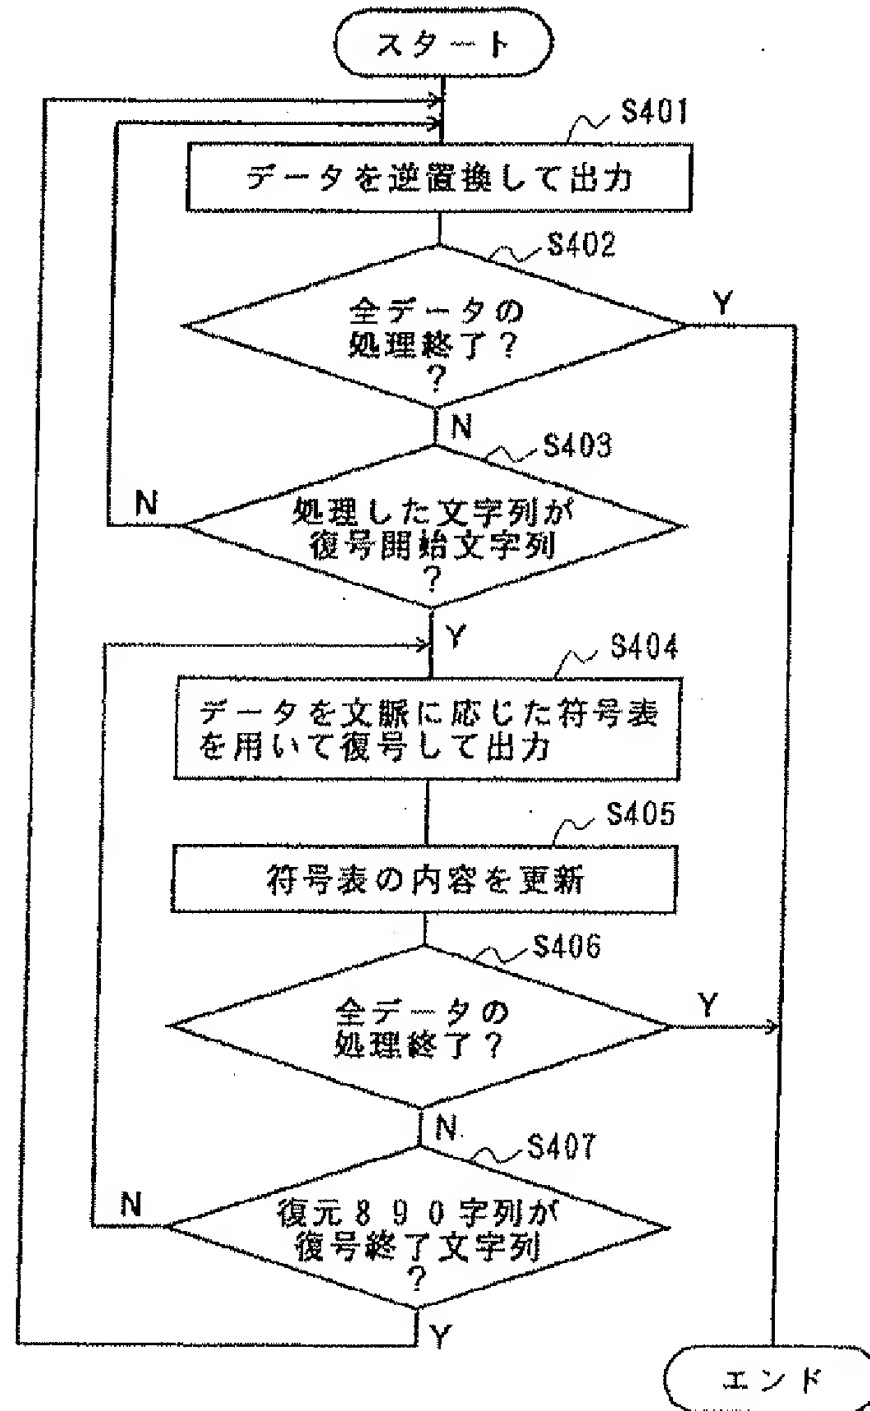 スタート
S401
データを逆置換して出力
S402
全データの
処理終了?
?
Y
N
S403
処理した文字列が
復号開始文字列
?
N
Y
S404
データを文脈に応じた符号表
を用いて復号して出力
S405
符号表の内容を更新
S406
全データの
処理終了?
Y
N
S407
復元890字列が
復号終了文字列
?
N
Y
エンド